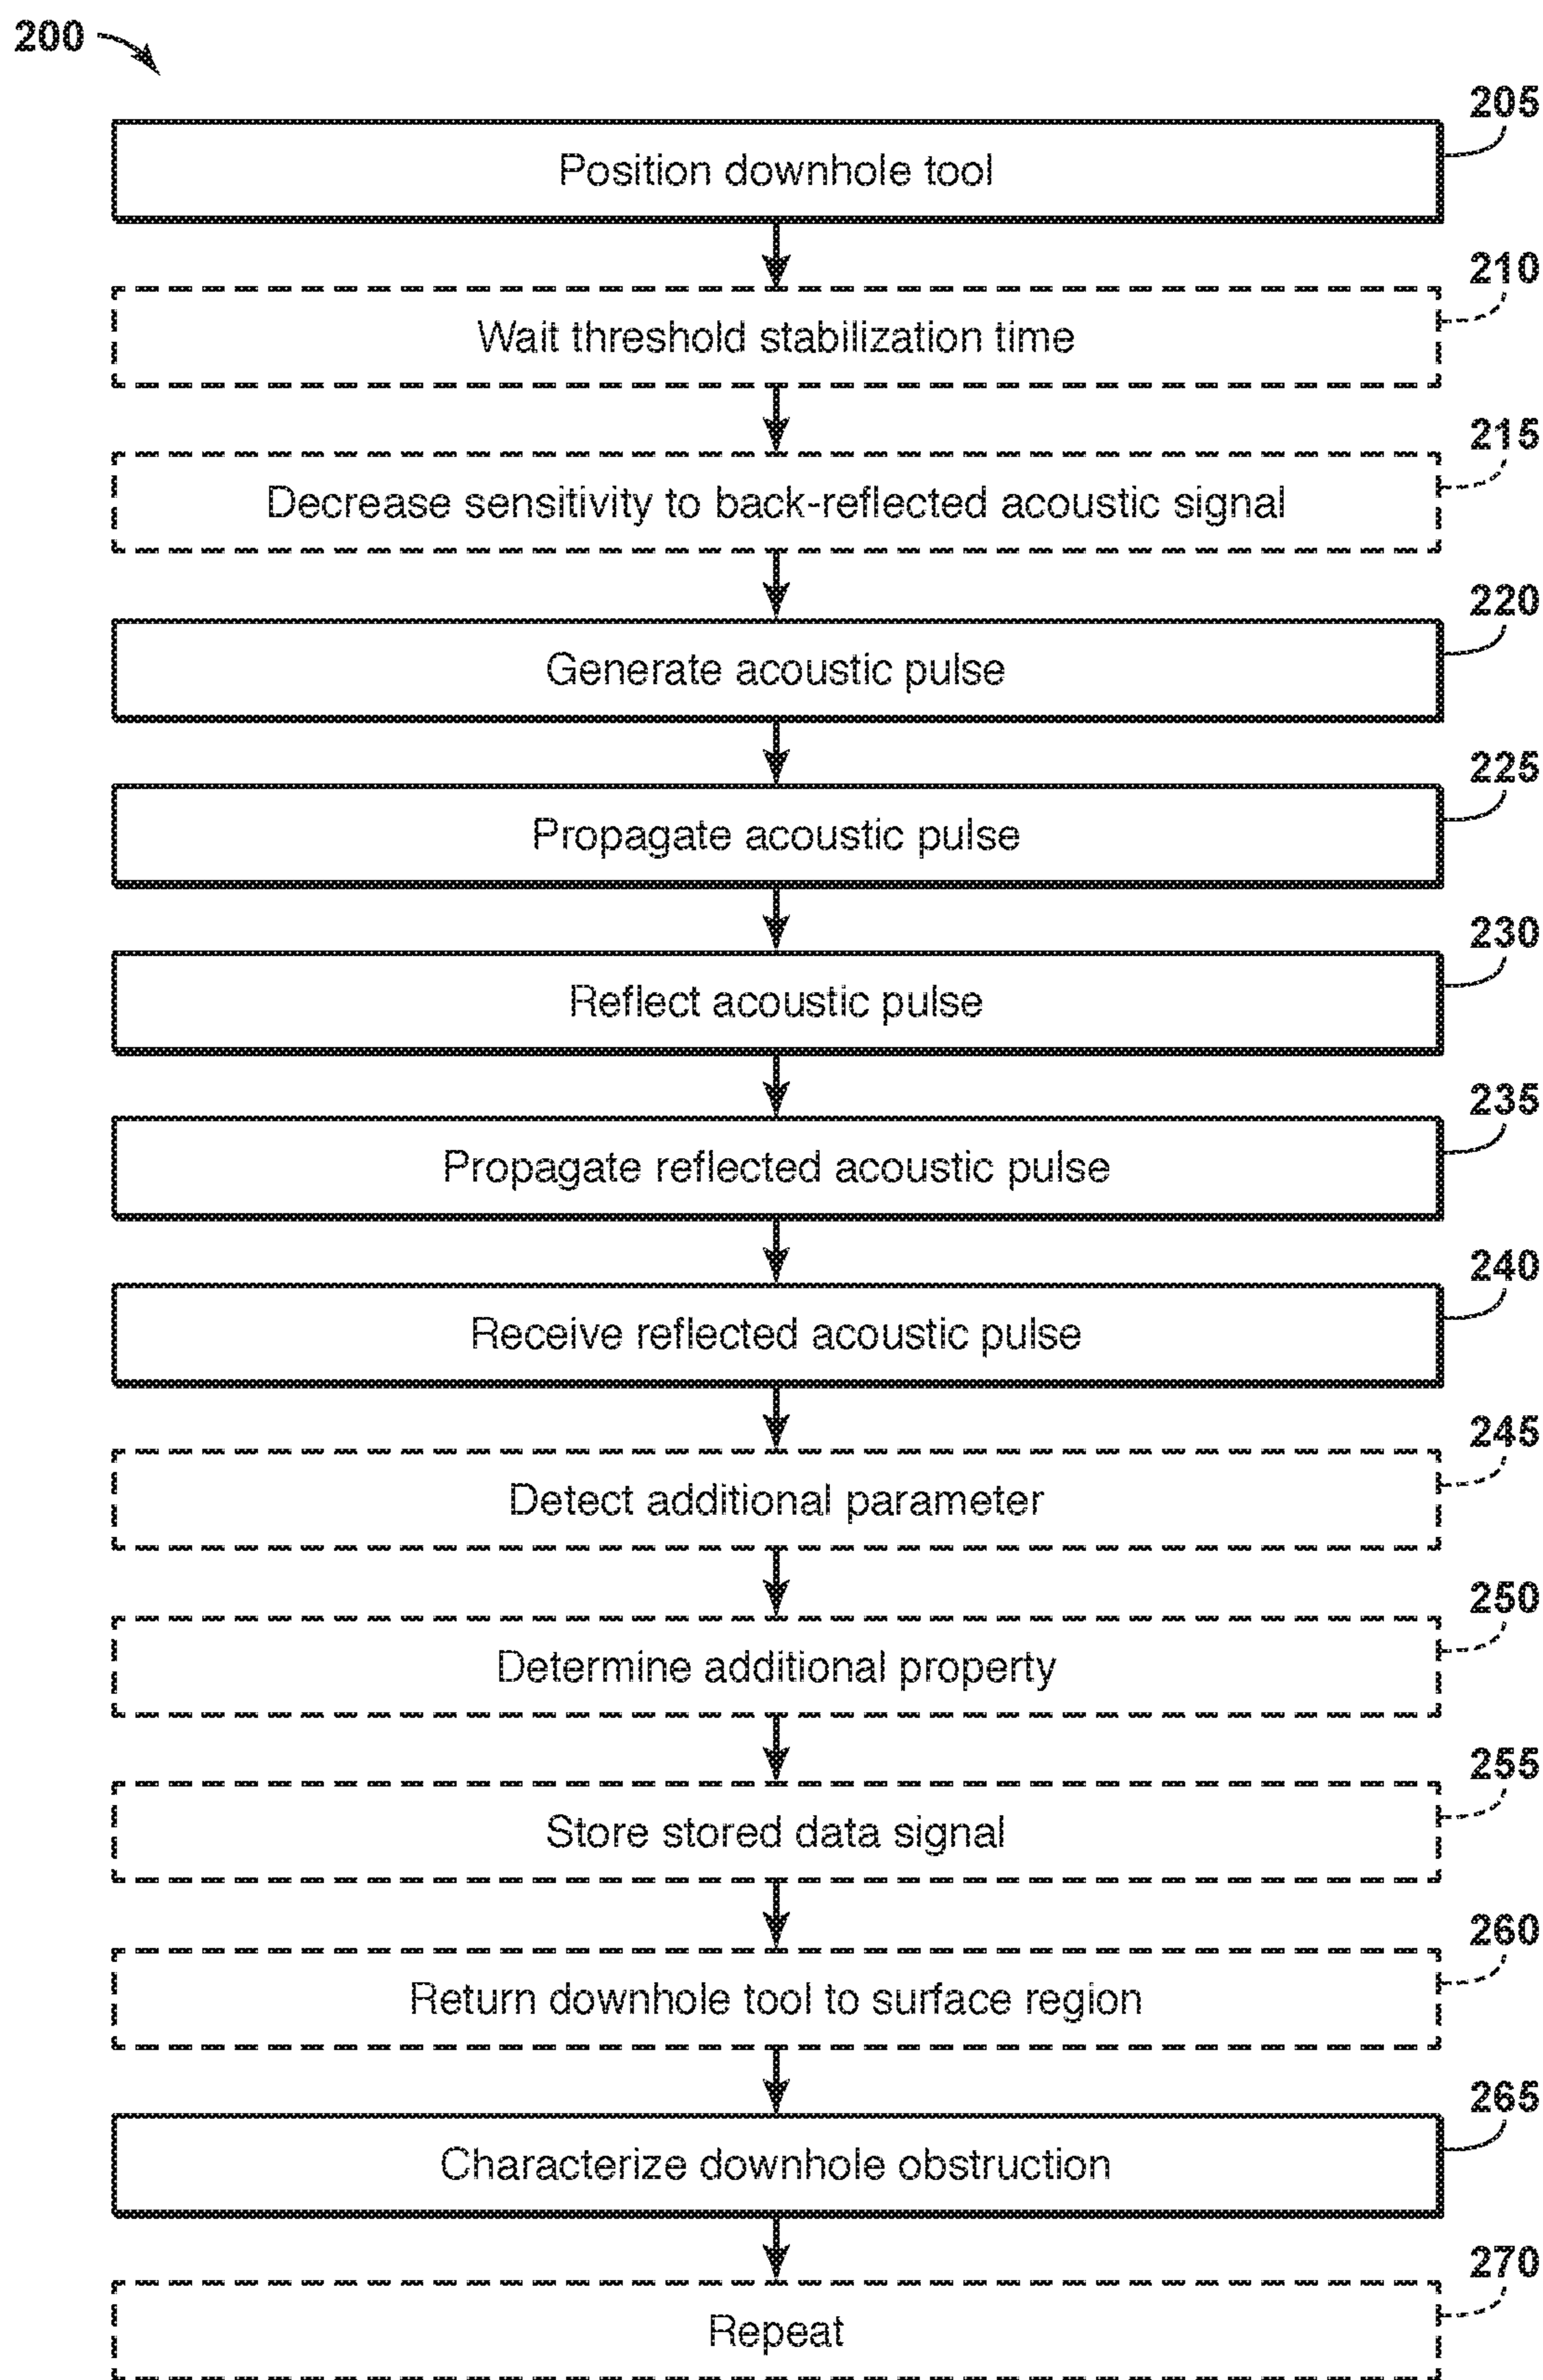 200
205
Position downhole tool
210
Wait threshold stabilization time
215
Decrease sensitivity to back-reflected acoustic signal
220
Generate acoustic pulse
225
Propagate acoustic pulse
230
Reflect acoustic pulse
235
Propagate reflected acoustic pulse
240
Receive reflected acoustic pulse
245
Detect additional parameter
250
Determine additional property
255
Store stored data signal
260
Return downhole tool to surface region
265
Characterize downhole obstruction
270
Repeat